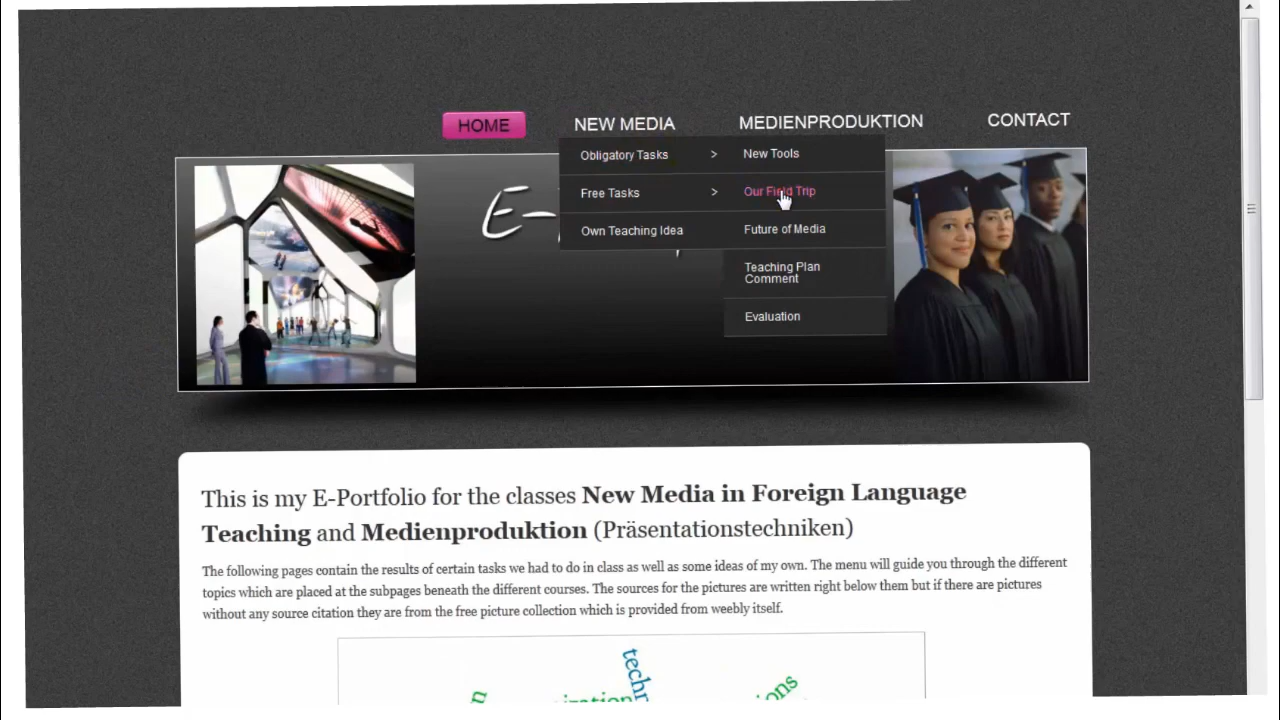 HOME NEW MEDIA MEDIENPRODUKTION CONTACT
Obligatory Tasks > New Tools
Free Tasks > Our Field Trip
Own Teaching Idea Future of Media
Teaching Plan
Comment
Evaluation
E-
This is my E-Portfolio for the classes New Media in Foreign Language
Teaching and Medienproduktion (Präsentationstechniken)
The following pages contain the results of certain tasks we had to do in class as well as some ideas of my own. The menu will guide you through the different
topics which are placed at the subpages beneath the different courses. The sources for the pictures are written right below them but if there are pictures
without any source citation they are from the free picture collection which is provided from weebly itself.